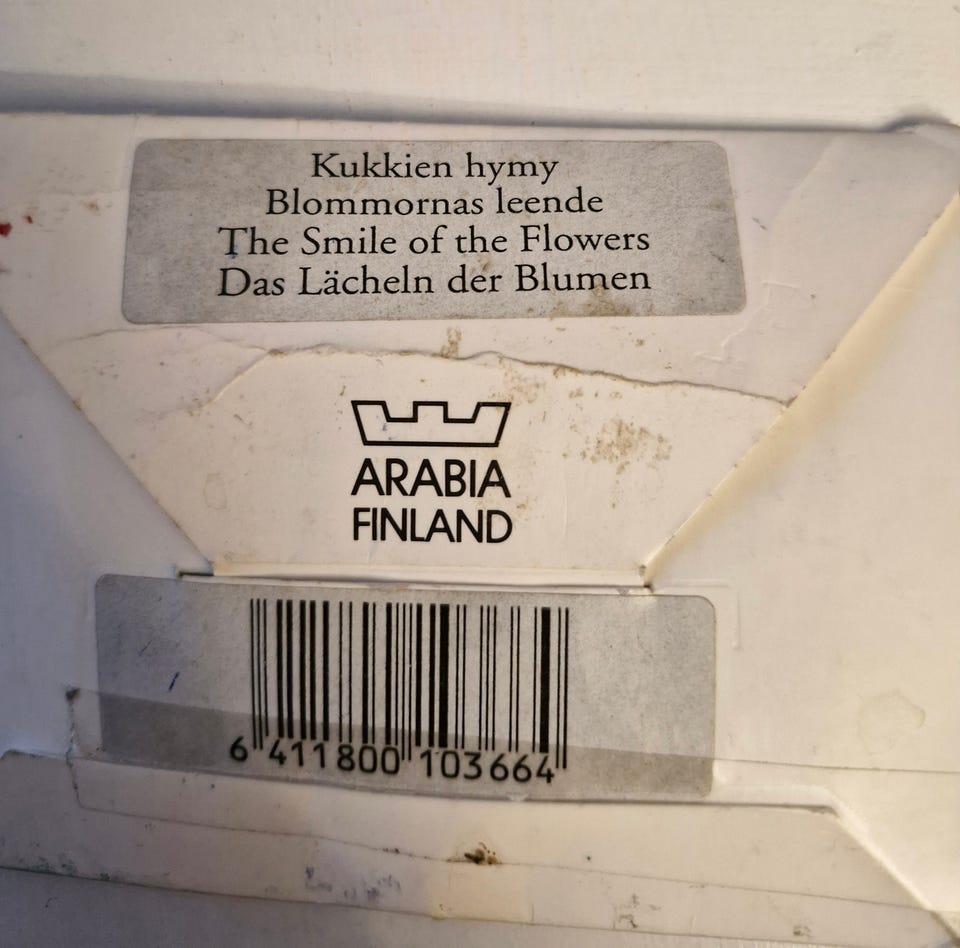 Kukkien hymy
Blommornas leende
The Smile of the Flowers
Das Lächeln der Blumen
ARABIA
FINLAND
6 411800 103664